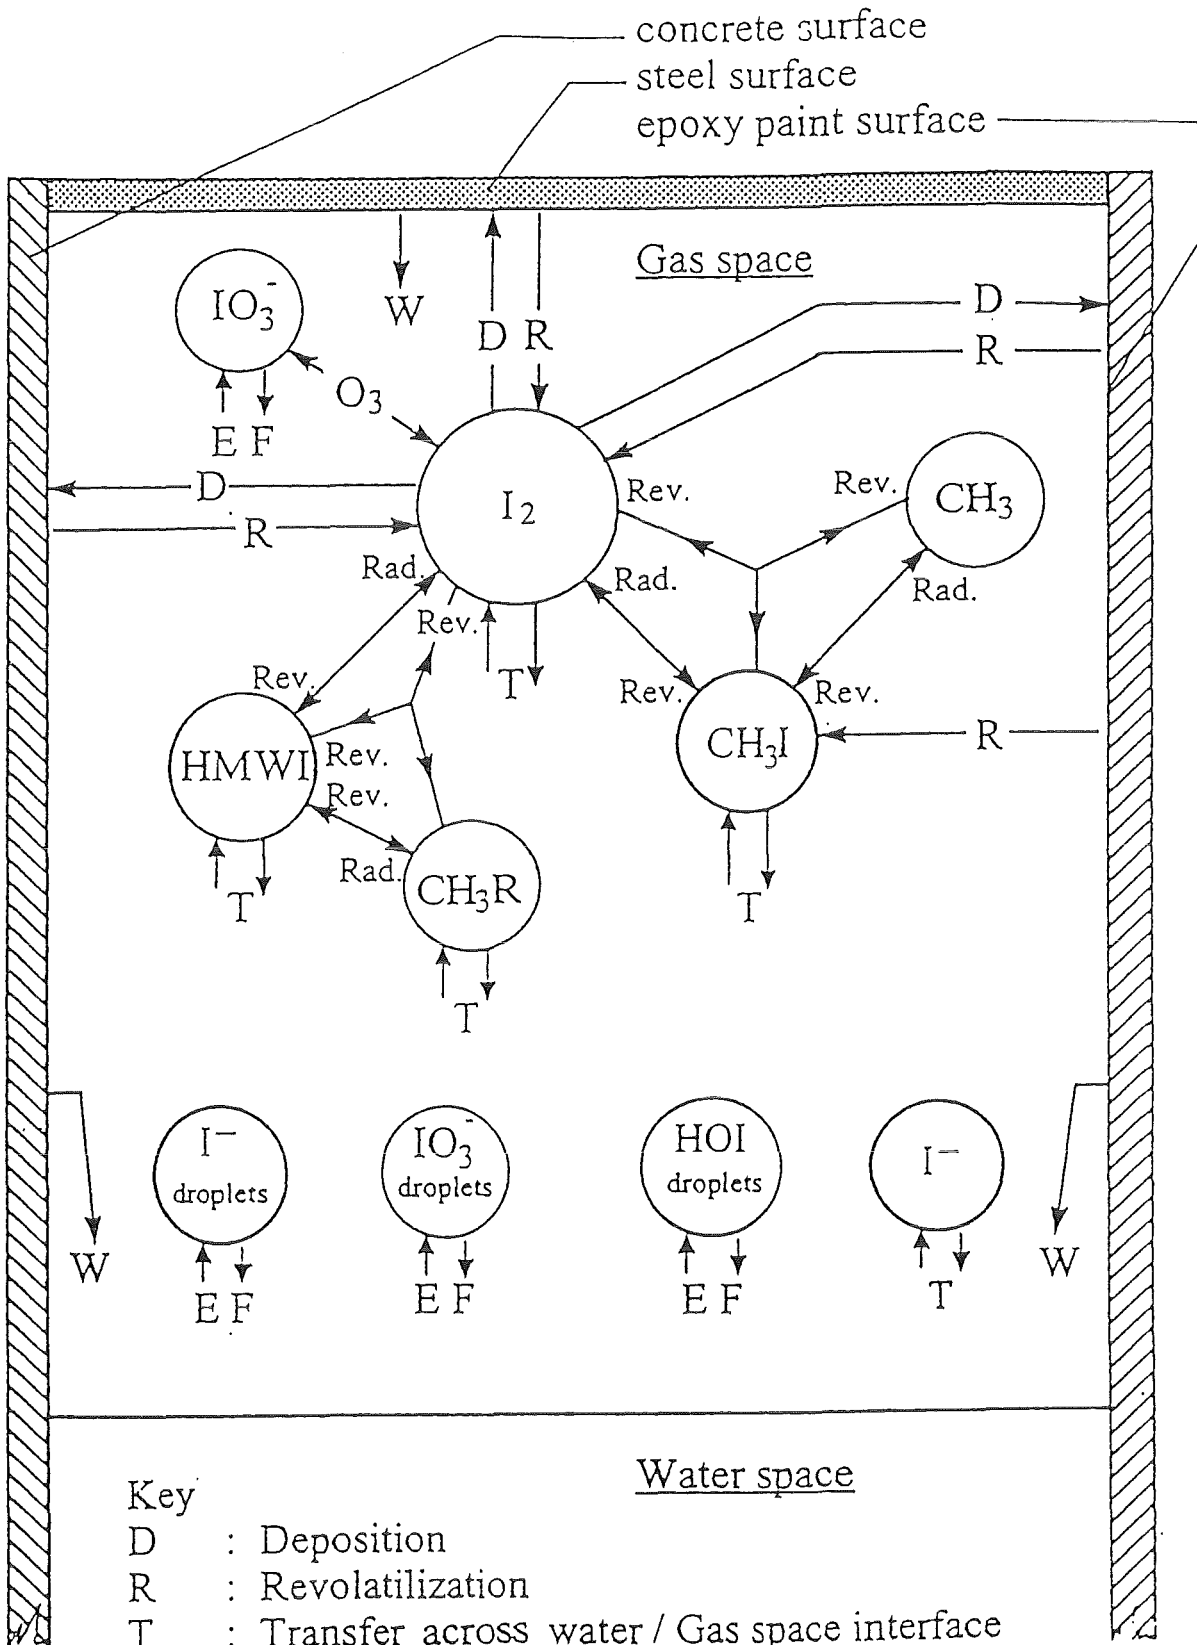 concrete surface
steel surface
epoxy paint surface
Gas space
IO₃⁻
W
D R
D
R
O₃
E F
D
R
I₂
Rev.
Rev.
CH₃
Rad.
Rev.
Rad.
Rad.
T
Rev.
Rev.
Rev.
HMWI
Rev.
Rev.
CH₃I
R
Rad.
CH₃R
T
T
T
I⁻
droplets
IO₃⁻
droplets
HOI
droplets
I⁻
W
E F
E F
E F
T
W
Water space
Key
D : Deposition
R : Revolatilization
T : Transfer across water / Gas space interface